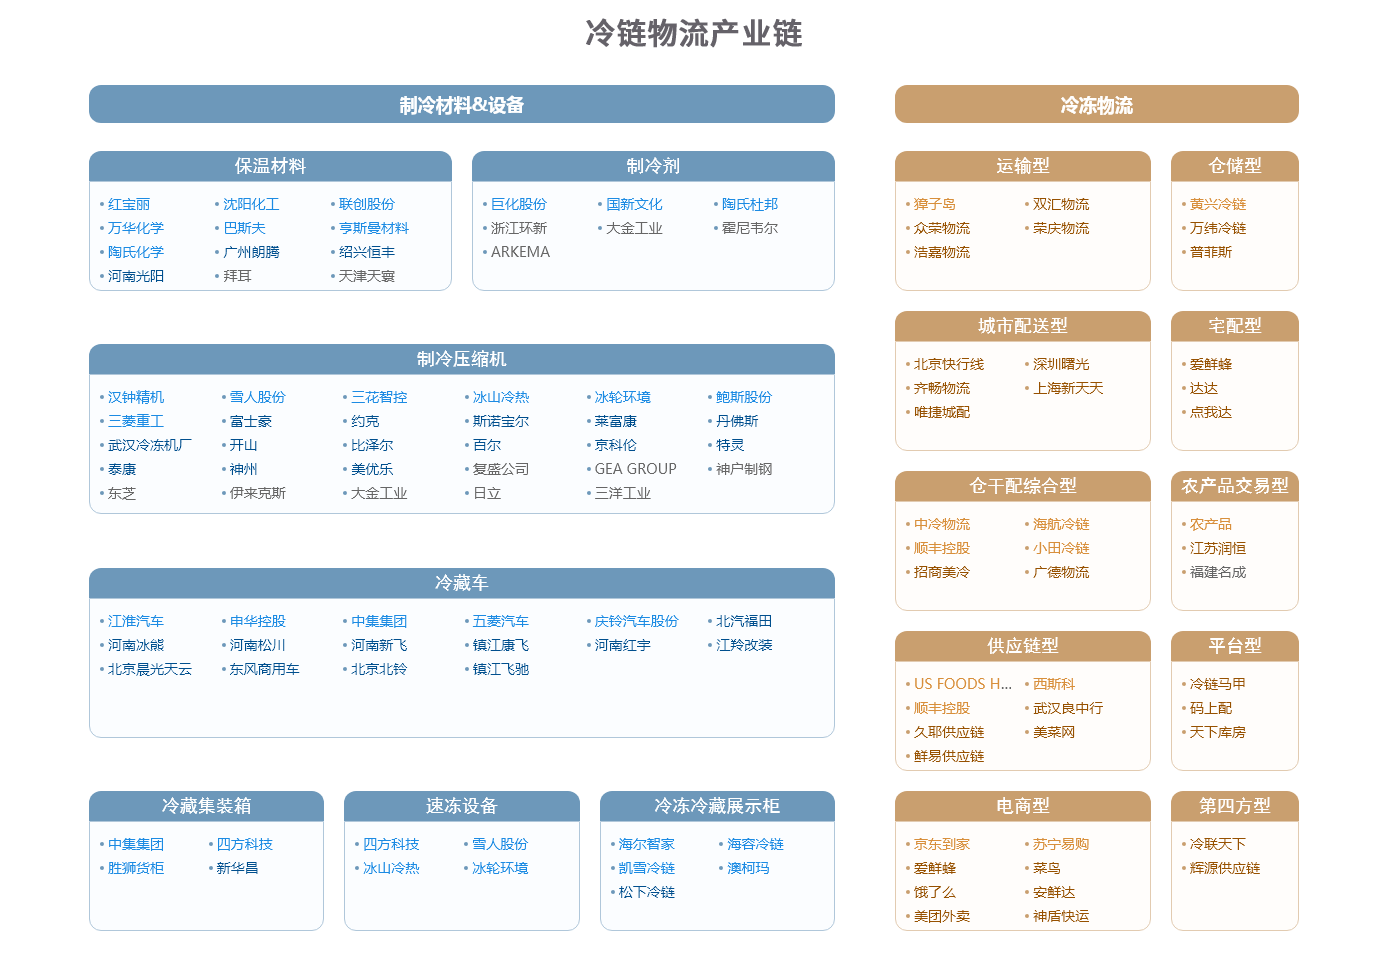 冷链物流产业链
制冷材料&设备
保温材料
红宝丽 沈阳化工 联创股份
万华化学 巴斯夫 亨斯曼材料
陶氏化学 广州朗腾 绍兴恒丰
河南光阳 拜耳 天津天寰
制冷剂
巨化股份 国新文化 陶氏杜邦
浙江环新 大金工业 霍尼韦尔
ARKEMA
制冷压缩机
汉钟精机 雪人股份 三花智控 冰山冷热 冰轮环境 鲍斯股份
三菱重工 富士豪 约克 斯诺宝尔 莱富康 丹佛斯
武汉冷冻机厂 开山 比泽尔 百尔 京科伦 特灵
泰康 神州 美优乐 复盛公司 GEA GROUP 神户制钢
东芝 伊来克斯 大金工业 日立 三洋工业
冷藏车
江淮汽车 申华控股 中集集团 五菱汽车 庆铃汽车股份 北汽福田
河南冰熊 河南松川 河南新飞 镇江康飞 河南红宇 江羚改装
北京晨光天云 东风商用车 北京北铃 镇江飞驰
冷藏集装箱
中集集团 四方科技
胜狮货柜 新华昌
速冻设备
四方科技 雪人股份
冰山冷热 冰轮环境
冷冻冷藏展示柜
海尔智家 海容冷链
凯雪冷链 澳柯玛
松下冷链
冷冻物流
运输型
獐子岛 双汇物流
众荣物流 荣庆物流
浩嘉物流
仓储型
黄兴冷链
万纬冷链
普菲斯
城市配送型
北京快行线 深圳曙光
齐畅物流 上海新天天
唯捷城配
宅配型
爱鲜蜂
达达
点我达
仓干配综合型
中冷物流 海航冷链
顺丰控股 小田冷链
招商美冷 广德物流
农产品交易型
农产品
江苏润恒
福建名成
供应链型
US FOODS H... 西斯科
顺丰控股 武汉良中行
久耶供应链 美菜网
鲜易供应链
平台型
冷链马甲
码上配
天下库房
电商型
京东到家 苏宁易购
爱鲜蜂 菜鸟
饿了么 安鲜达
美团外卖 神盾快运
第四方型
冷联天下
辉源供应链